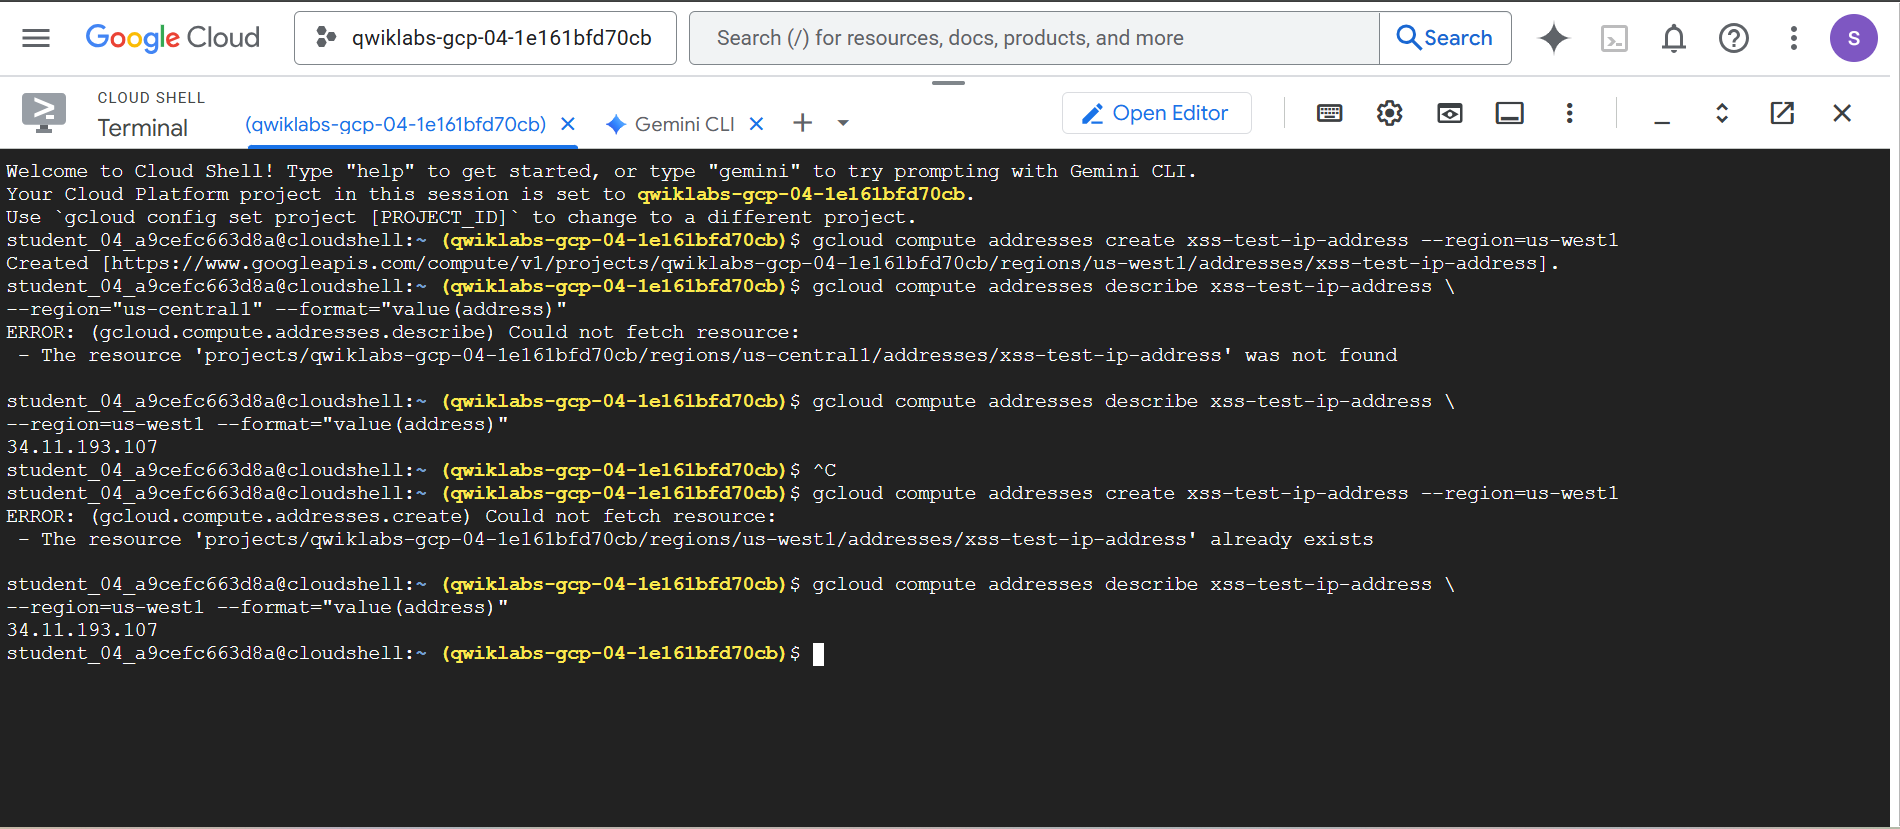 Google Cloud
qwiklabs-gcp-04-1e161bfd70cb
Search (/) for resources, docs, products, and more
Search
S
CLOUD SHELL
Terminal
(qwiklabs-gcp-04-1e161bfd70cb)
Gemini CLI
Open Editor
Welcome to Cloud Shell! Type "help" to get started, or type "gemini" to try prompting with Gemini CLI.
Your Cloud Platform project in this session is set to qwiklabs-gcp-04-1e161bfd70cb.
Use `gcloud config set project [PROJECT_ID]` to change to a different project.
student_04_a9cefc663d8a@cloudshell:~ (qwiklabs-gcp-04-1e161bfd70cb)$ gcloud compute addresses create xss-test-ip-address --region=us-west1
Created [https://www.googleapis.com/compute/v1/projects/qwiklabs-gcp-04-1e161bfd70cb/regions/us-west1/addresses/xss-test-ip-address].
student_04_a9cefc663d8a@cloudshell:~ (qwiklabs-gcp-04-1e161bfd70cb)$ gcloud compute addresses describe xss-test-ip-address \
--region="us-central1" --format="value(address)"
ERROR: (gcloud.compute.addresses.describe) Could not fetch resource:
 - The resource 'projects/qwiklabs-gcp-04-1e161bfd70cb/regions/us-central1/addresses/xss-test-ip-address' was not found
student_04_a9cefc663d8a@cloudshell:~ (qwiklabs-gcp-04-1e161bfd70cb)$ gcloud compute addresses describe xss-test-ip-address \
--region=us-west1 --format="value(address)"
34.11.193.107
student_04_a9cefc663d8a@cloudshell:~ (qwiklabs-gcp-04-1e161bfd70cb)$ ^C
student_04_a9cefc663d8a@cloudshell:~ (qwiklabs-gcp-04-1e161bfd70cb)$ gcloud compute addresses create xss-test-ip-address --region=us-west1
ERROR: (gcloud.compute.addresses.create) Could not fetch resource:
 - The resource 'projects/qwiklabs-gcp-04-1e161bfd70cb/regions/us-west1/addresses/xss-test-ip-address' already exists
student_04_a9cefc663d8a@cloudshell:~ (qwiklabs-gcp-04-1e161bfd70cb)$ gcloud compute addresses describe xss-test-ip-address \
--region=us-west1 --format="value(address)"
34.11.193.107
student_04_a9cefc663d8a@cloudshell:~ (qwiklabs-gcp-04-1e161bfd70cb)$